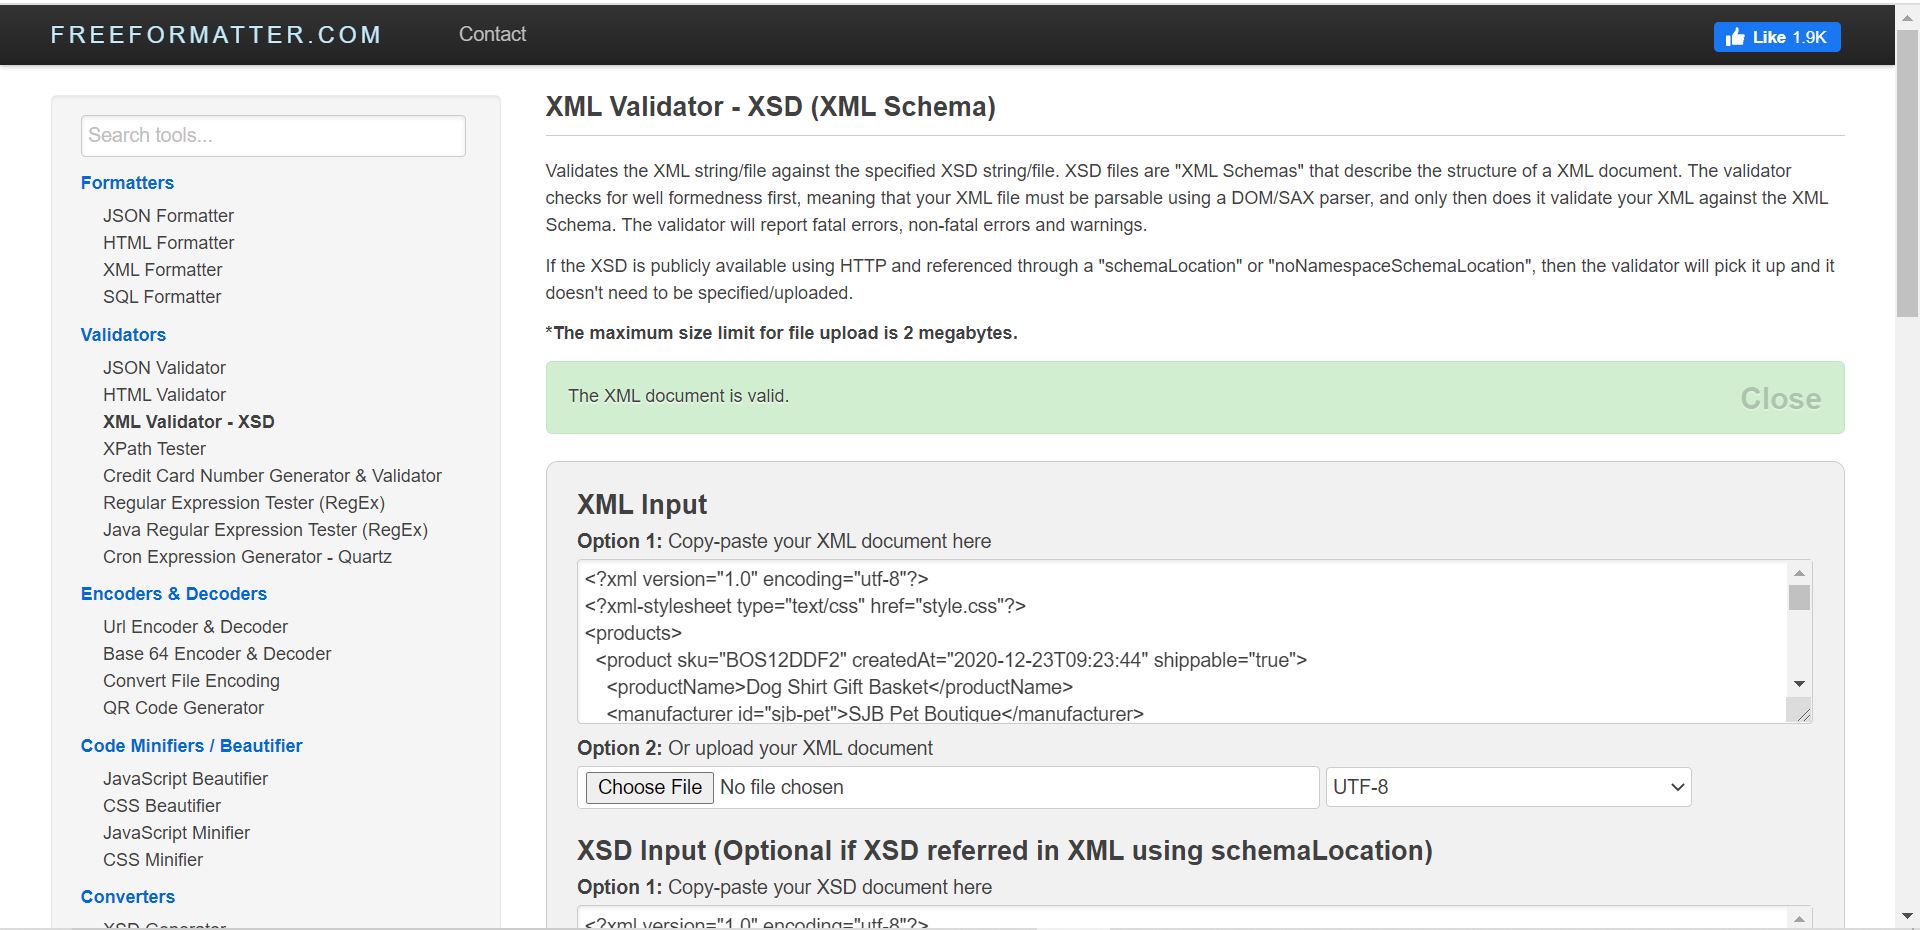 FREEFORMATTER.COM
Contact
Like 1.9K
Search tools...
Formatters
JSON Formatter
HTML Formatter
XML Formatter
SQL Formatter
Validators
JSON Validator
HTML Validator
XML Validator - XSD
XPath Tester
Credit Card Number Generator & Validator
Regular Expression Tester (RegEx)
Java Regular Expression Tester (RegEx)
Cron Expression Generator - Quartz
Encoders & Decoders
Url Encoder & Decoder
Base 64 Encoder & Decoder
Convert File Encoding
QR Code Generator
Code Minifiers / Beautifier
JavaScript Beautifier
CSS Beautifier
JavaScript Minifier
CSS Minifier
Converters
XSD Generator
XML Validator - XSD (XML Schema)
Validates the XML string/file against the specified XSD string/file. XSD files are "XML Schemas" that describe the structure of a XML document. The validator
checks for well formedness first, meaning that your XML file must be parsable using a DOM/SAX parser, and only then does it validate your XML against the XML
Schema. The validator will report fatal errors, non-fatal errors and warnings.
If the XSD is publicly available using HTTP and referenced through a "schemaLocation" or "noNamespaceSchemaLocation", then the validator will pick it up and it
doesn't need to be specified/uploaded.
*The maximum size limit for file upload is 2 megabytes.
The XML document is valid.
Close
XML Input
Option 1: Copy-paste your XML document here
<?xml version="1.0" encoding="utf-8"?>
<?xml-stylesheet type="text/css" href="style.css"?>
<products>
<product sku="BOS12DDF2" createdAt="2020-12-23T09:23:44" shippable="true">
<productName>Dog Shirt Gift Basket</productName>
<manufacturer id="sjb-pet">SJB Pet Boutique</manufacturer>
Option 2: Or upload your XML document
Choose File No file chosen
UTF-8
XSD Input (Optional if XSD referred in XML using schemaLocation)
Option 1: Copy-paste your XSD document here
<?xml version="1.0" encoding="utf-8"?>